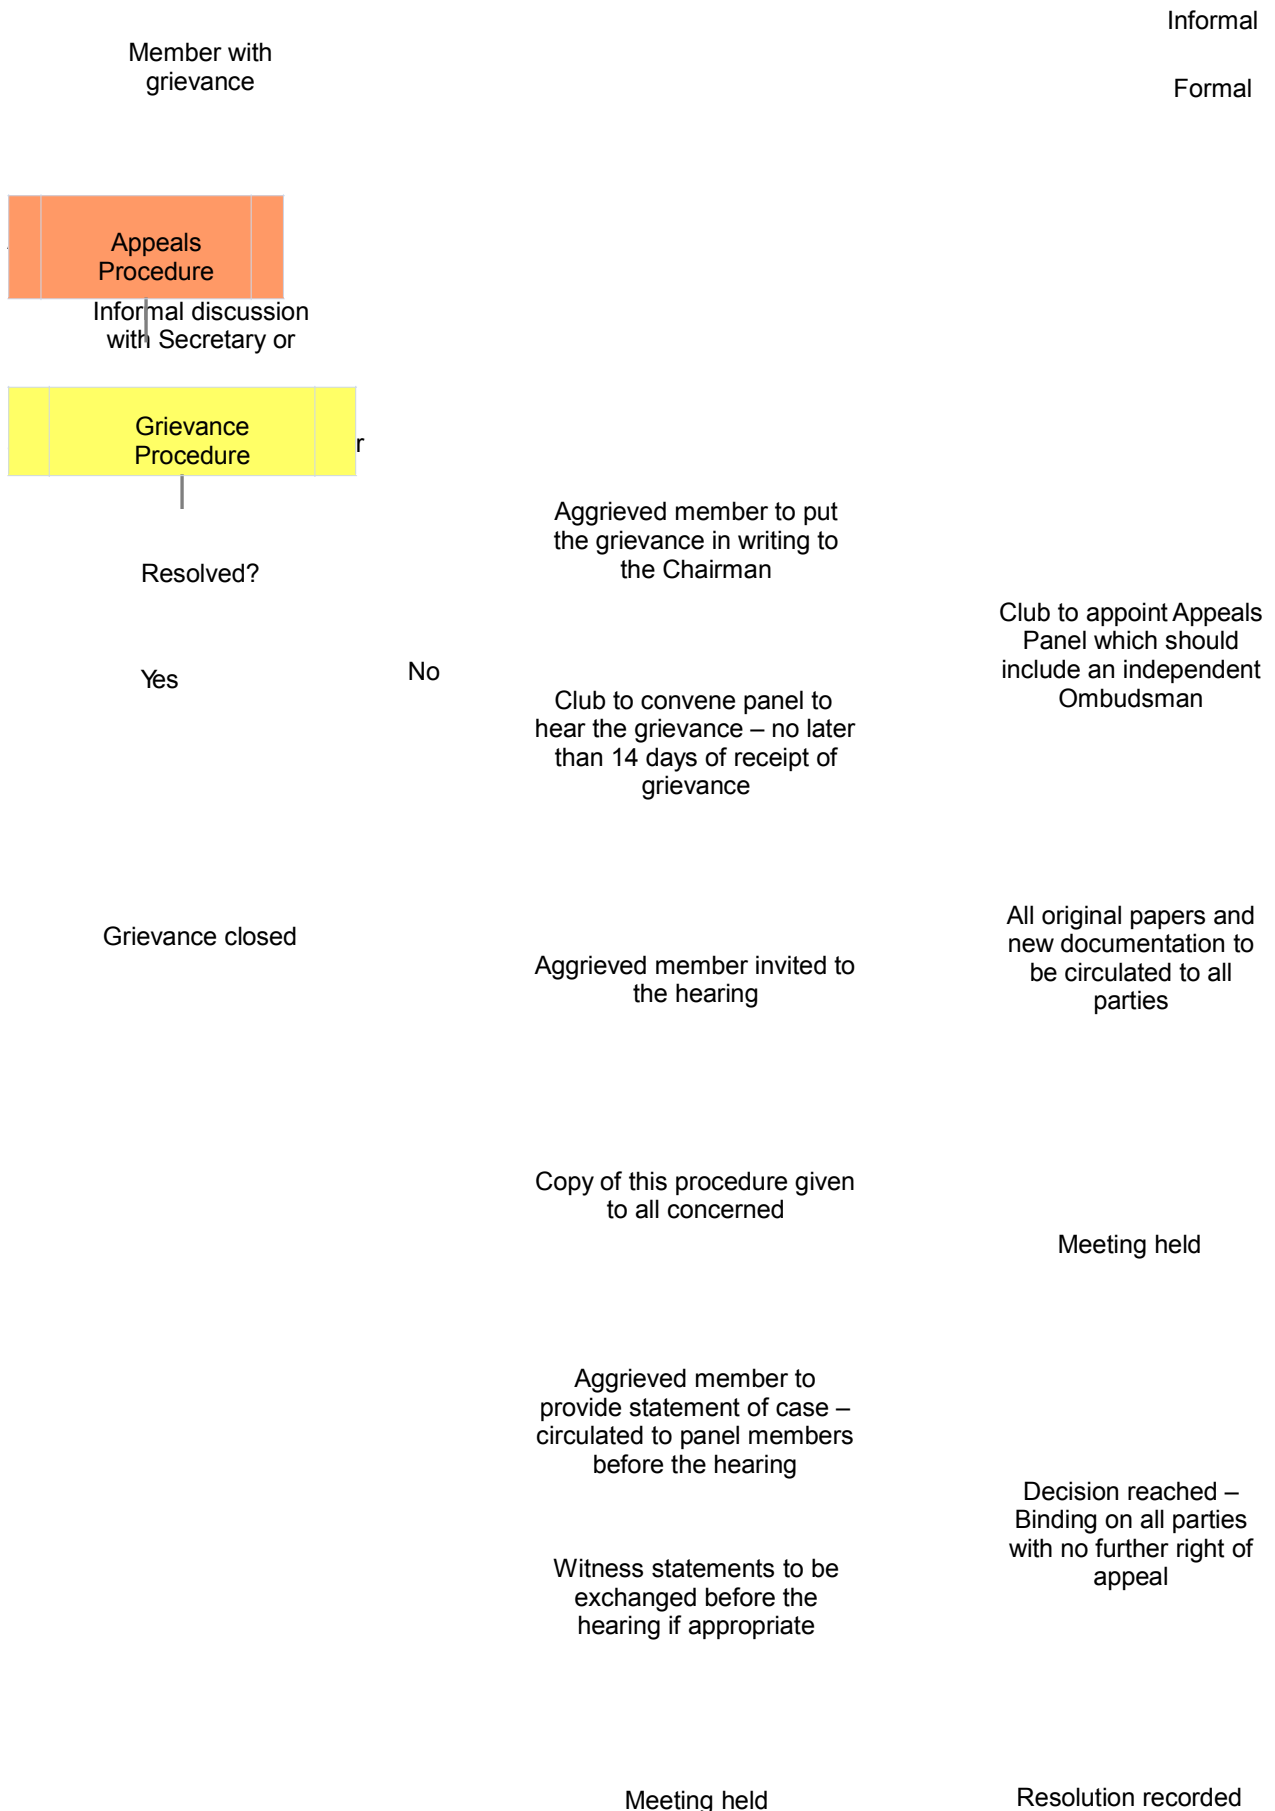 Member with
grievance
Informal
Formal
Appeals
Procedure
Informal discussion
with Secretary or
Grievance
Procedure
r
Resolved?
Yes
No
Grievance closed
Aggrieved member to put
the grievance in writing to
the Chairman
Club to convene panel to
hear the grievance – no later
than 14 days of receipt of
grievance
Aggrieved member invited to
the hearing
Copy of this procedure given
to all concerned
Aggrieved member to
provide statement of case –
circulated to panel members
before the hearing
Witness statements to be
exchanged before the
hearing if appropriate
Meeting held
Club to appoint Appeals
Panel which should
include an independent
Ombudsman
All original papers and
new documentation to
be circulated to all
parties
Meeting held
Decision reached –
Binding on all parties
with no further right of
appeal
Resolution recorded